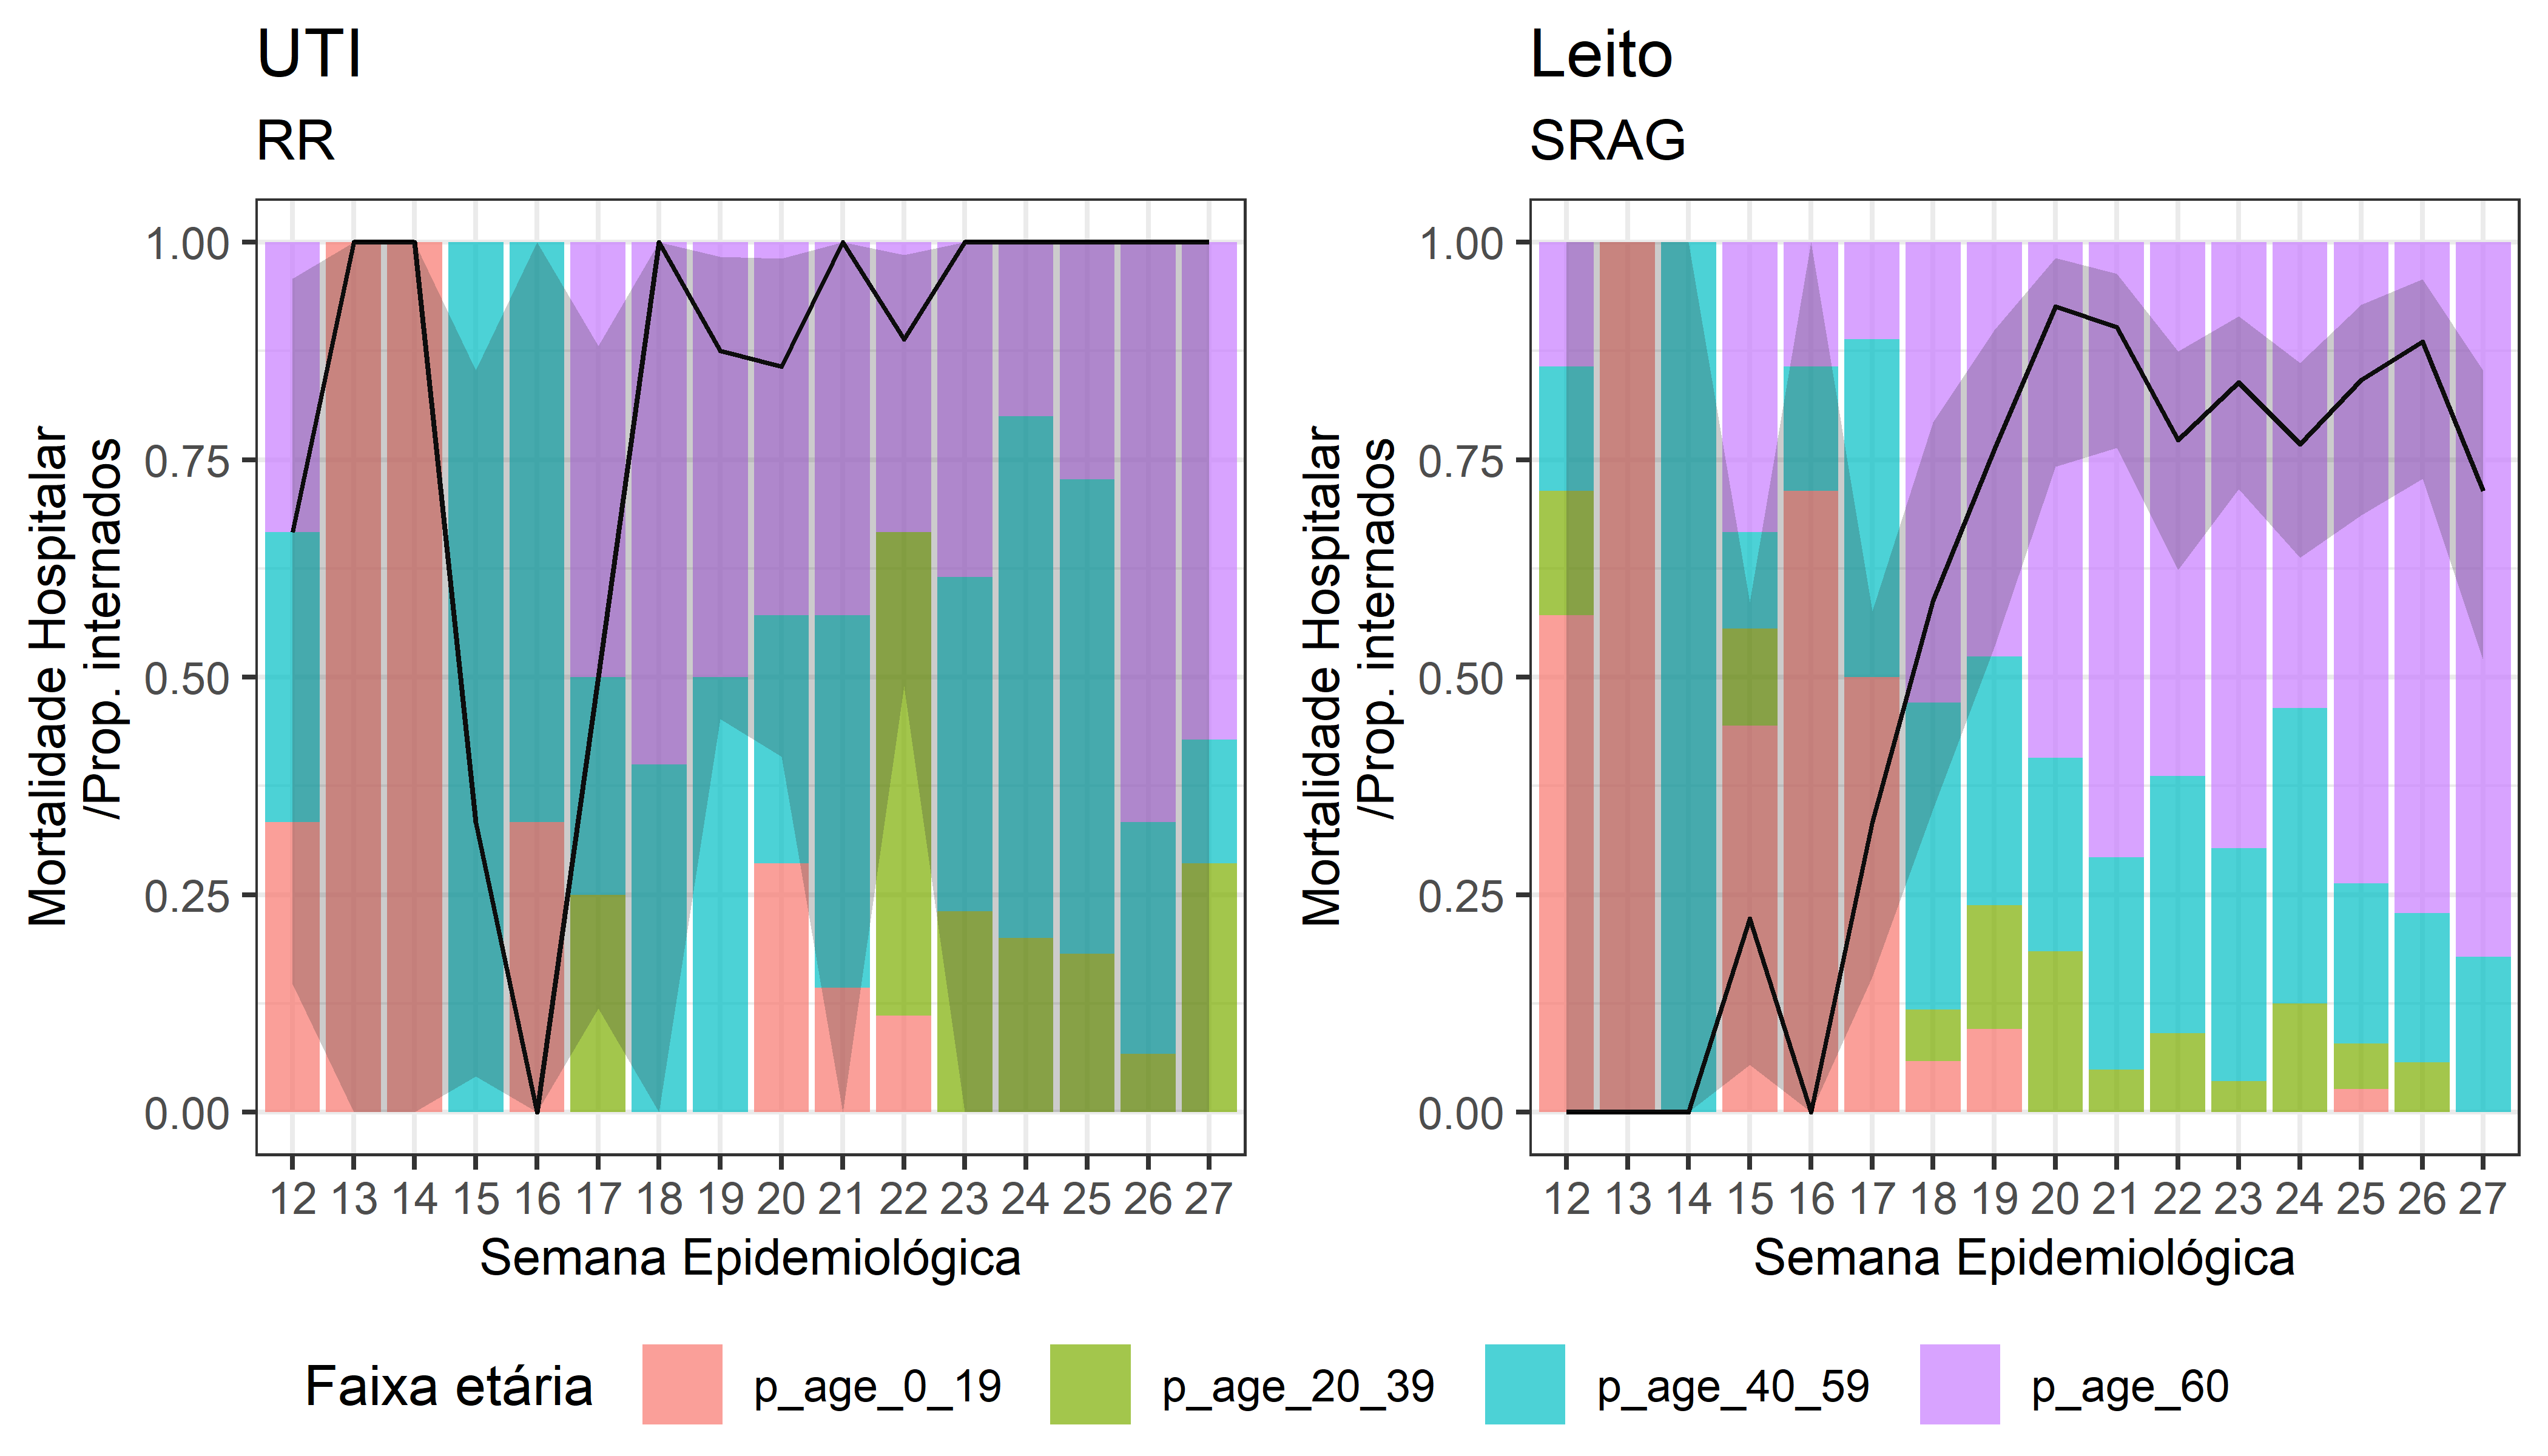 UTI
RR
Mortalidade Hospitalar
/Prop. internados
1.00
0.75
0.50
0.25
0.00
12 13 14 15 16 17 18 19 20 21 22 23 24 25 26 27
Semana Epidemiológica
Leito
SRAG
Mortalidade Hospitalar
/Prop. internados
1.00
0.75
0.50
0.25
0.00
12 13 14 15 16 17 18 19 20 21 22 23 24 25 26 27
Semana Epidemiológica
Faixa etária p_age_0_19 p_age_20_39 p_age_40_59 p_age_60